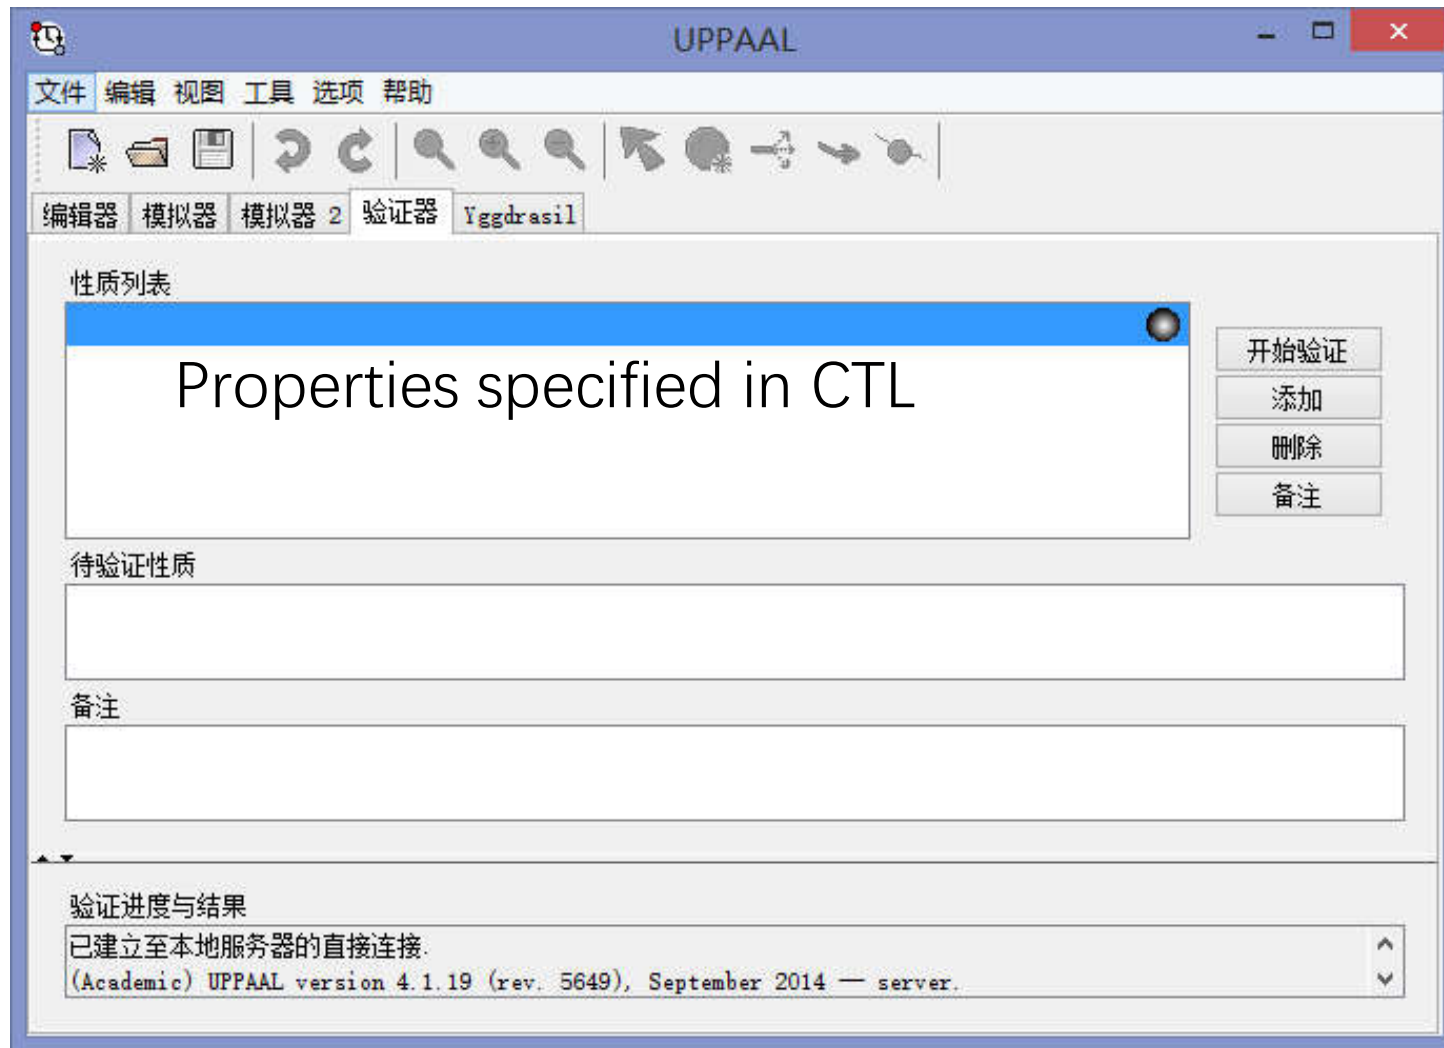 UPPAAL
文件 编辑 视图 工具 选项 帮助
编辑器 模拟器 模拟器 2 验证器 Yggdrasil
性质列表
Properties specified in CTL
开始验证
添加
删除
备注
待验证性质
备注
验证进度与结果
已建立至本地服务器的直接连接.
(Academic) UPPAAL version 4.1.19 (rev. 5649), September 2014 — server.